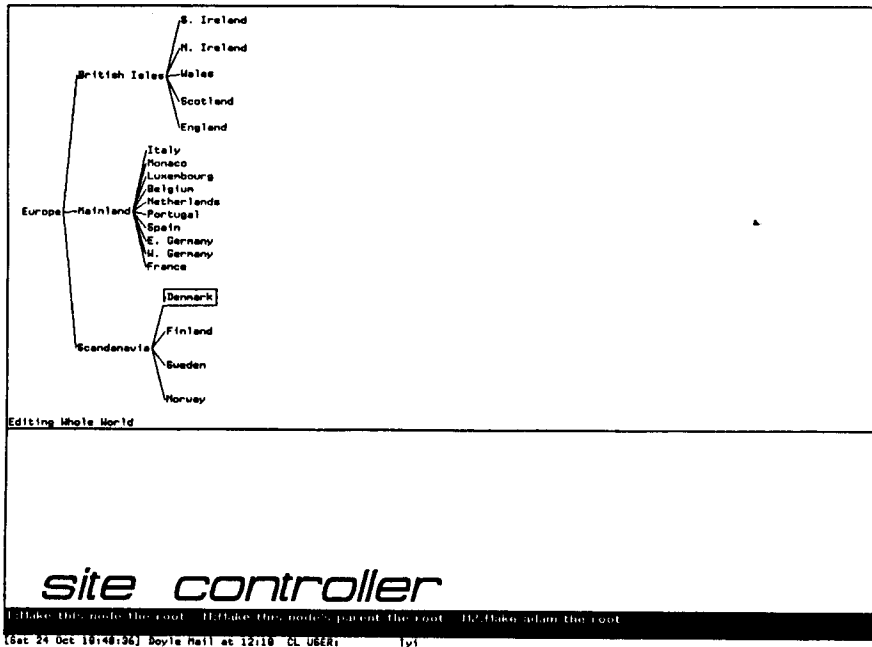 S. Ireland
N. Ireland
British Isles
Wales
Scotland
England
Italy
Monaco
Luxembourg
Belgium
Netherlands
Europe
Mainland
Portugal
Spain
E. Germany
W. Germany
France
Denmark
Finland
Scandanavia
Sweden
Norway
Editing Whole World
site controller
Make this node the root M:Make this node's parent the root M2:Make adam the root
[Sat 24 Oct 10:48:36] Doyle Mail at 12:10 CL USER: Tyi